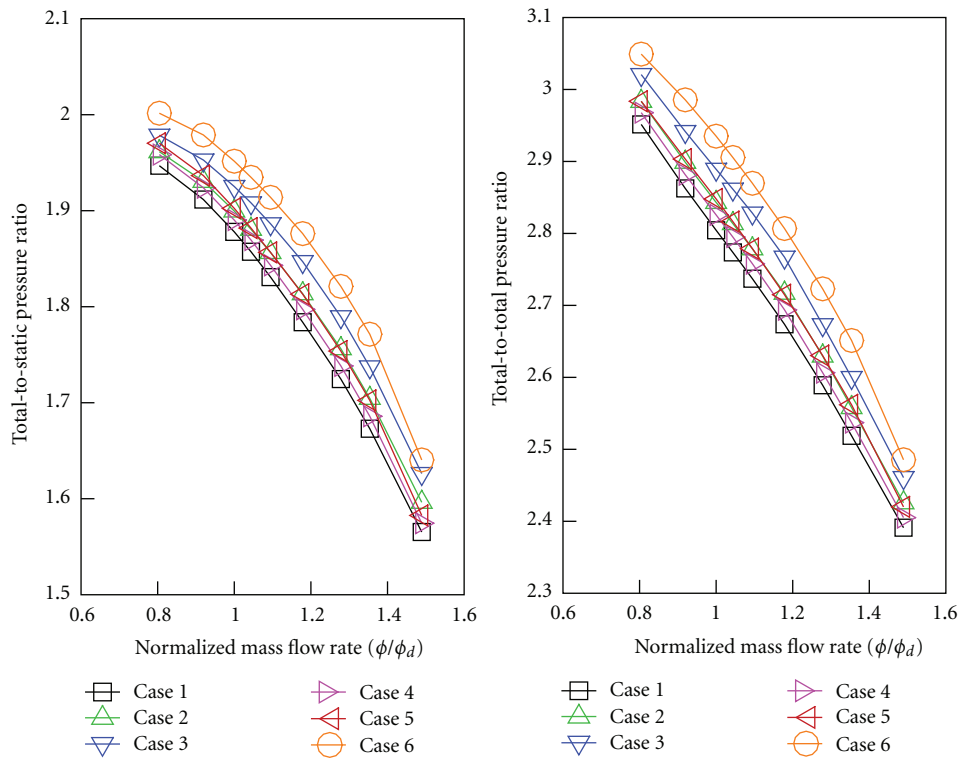 2.1
2
1.9
1.8
1.7
1.6
1.5
0.6 0.8 1 1.2 1.4 1.6
Total-to-static pressure ratio
Normalized mass flow rate (ϕ/ϕd)
Case 1
Case 2
Case 3
Case 4
Case 5
Case 6
3.1
3
2.9
2.8
2.7
2.6
2.5
2.4
2.3
0.6 0.8 1 1.2 1.4 1.6
Total-to-total pressure ratio
Normalized mass flow rate (ϕ/ϕd)
Case 1
Case 2
Case 3
Case 4
Case 5
Case 6